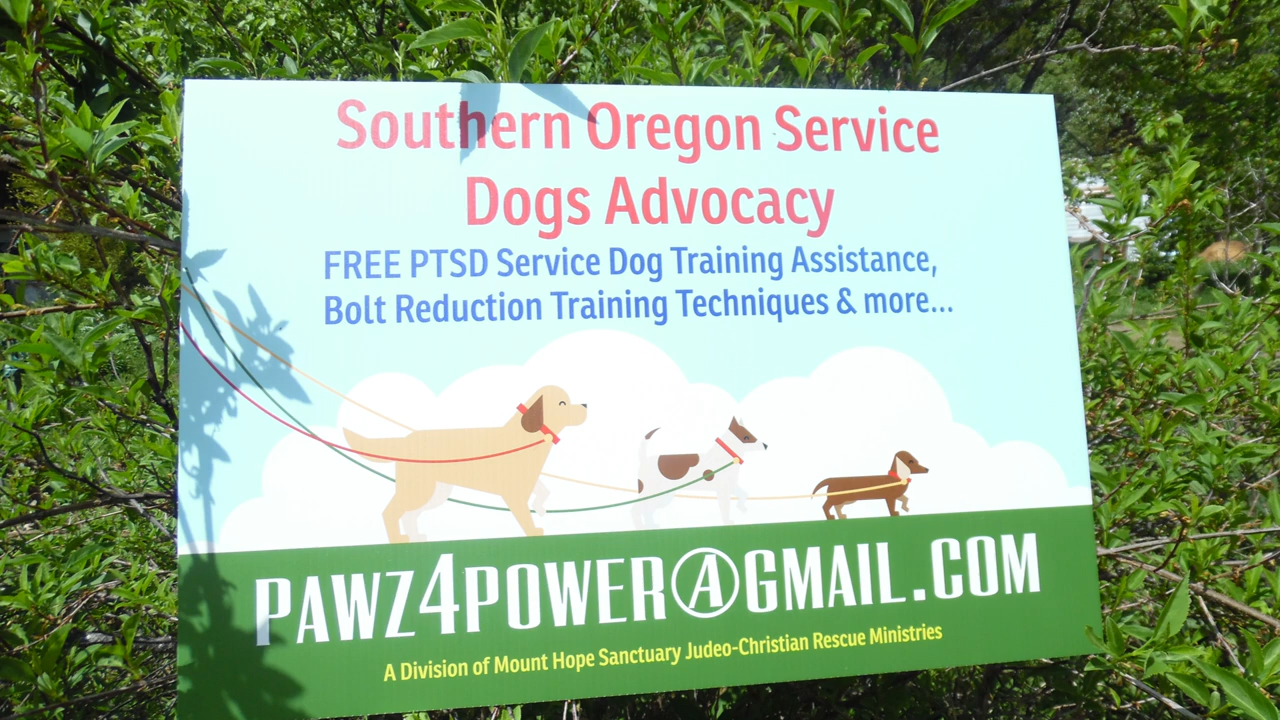 Southern Oregon Service
Dogs Advocacy
FREE PTSD Service Dog Training Assistance,
Bolt Reduction Training Techniques & more...
PAWZ4POWER@GMAIL.COM
A Division of Mount Hope Sanctuary Judeo-Christian Rescue Ministries